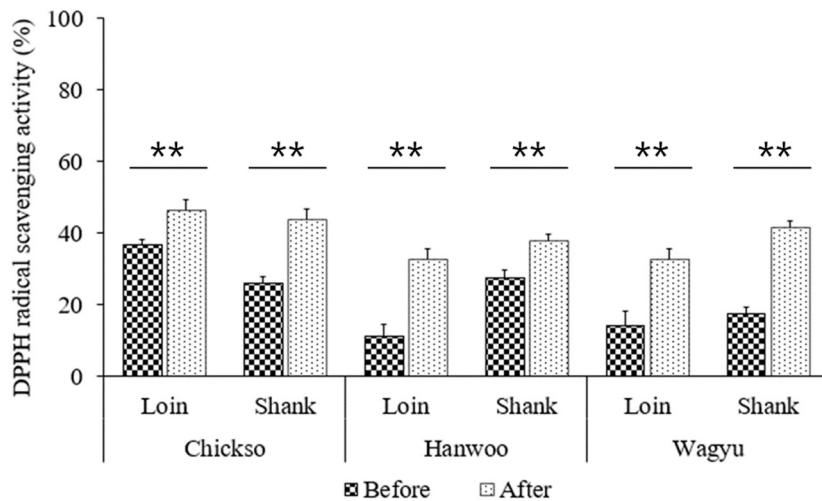 DPPH radical scavenging activity (%)
100
80
60
40
20
0
** ** ** ** ** **
Loin Shank Loin Shank Loin Shank
Chickso Hanwoo Wagyu
Before After